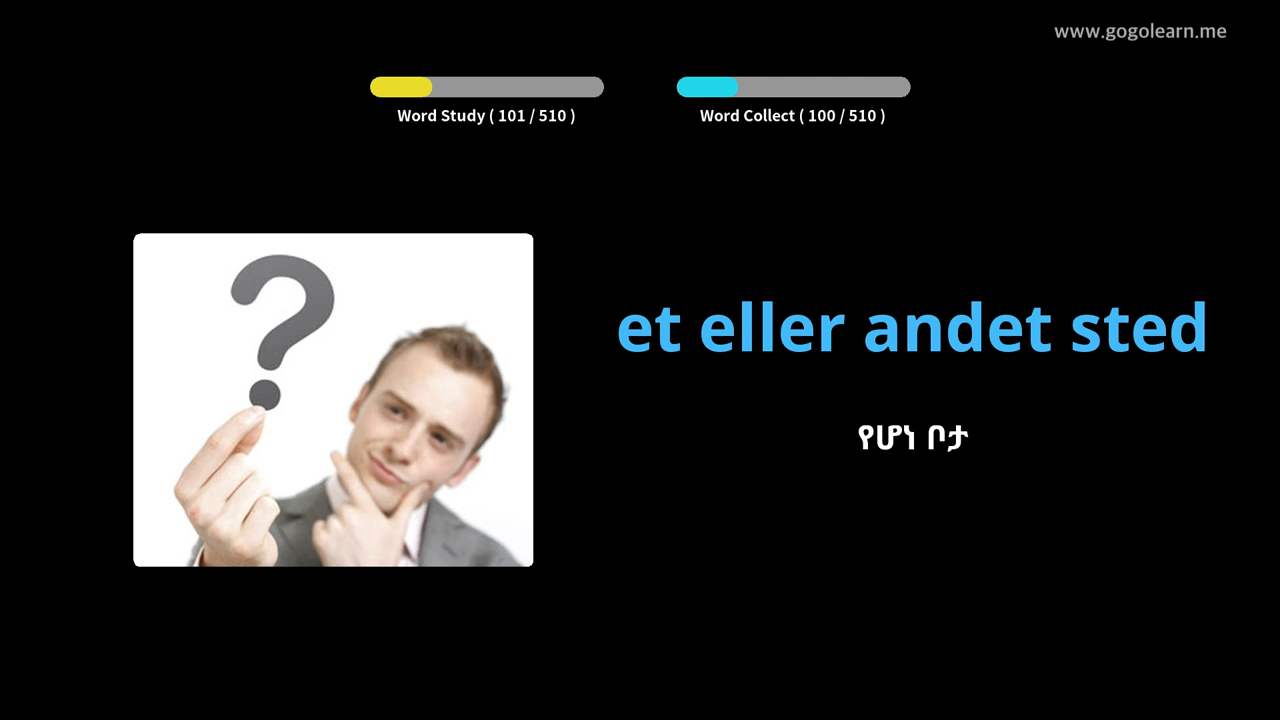 www.gogolearn.me
Word Study ( 101 / 510 )
Word Collect ( 100 / 510 )
et eller andet sted
የሆነ ቦታ